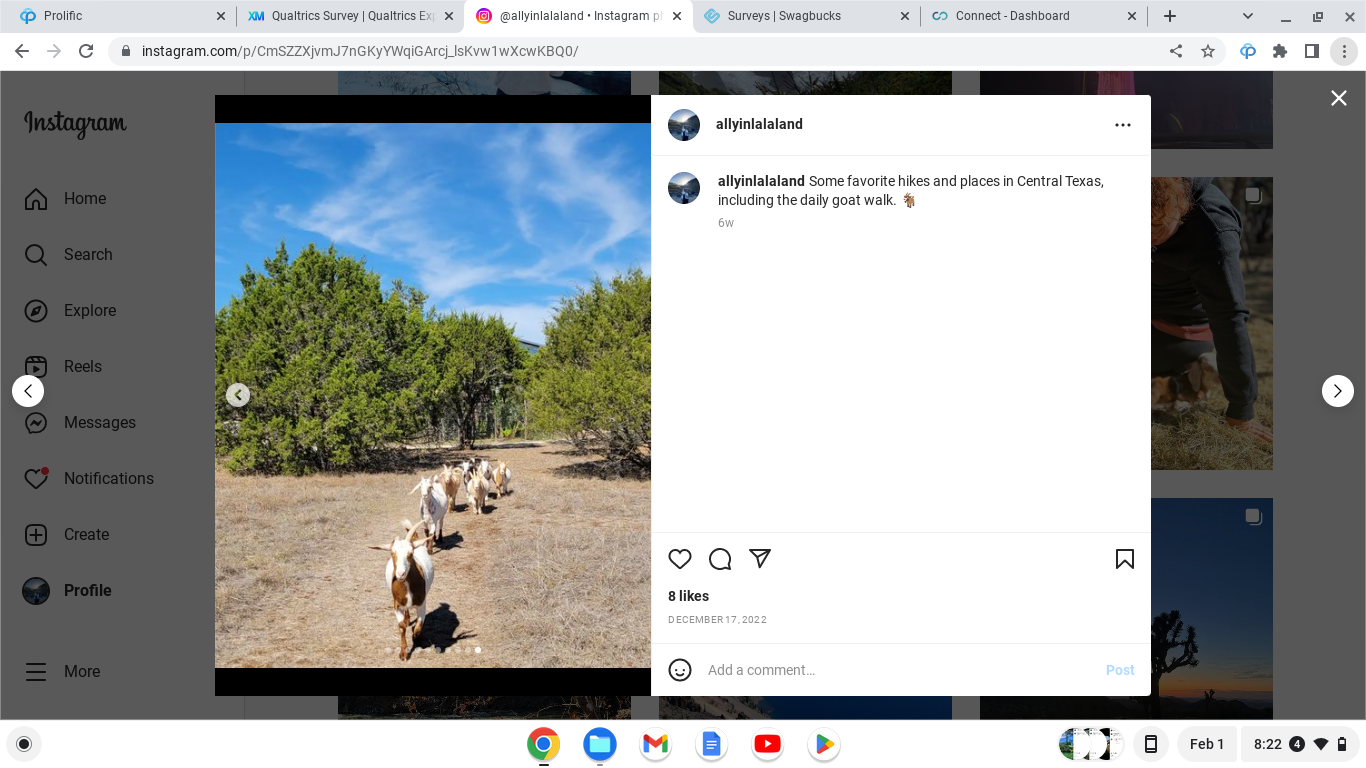 Prolific
Qualtrics Survey | Qualtrics Exp
@allyinlalaland • Instagram ph
Surveys | Swagbucks
Connect - Dashboard
instagram.com/p/CmSZZXjvmJ7nGKyYWqiGArcj_lsKvw1wXcwKBQ0/
Instagram
Home
Search
Explore
Reels
Messages
Notifications
Create
Profile
More
allyinlalaland
allyinlalaland Some favorite hikes and places in Central Texas,
including the daily goat walk. 🐐
6w
8 likes
DECEMBER 17, 2022
Add a comment…
Post
Feb 1
8:22
4